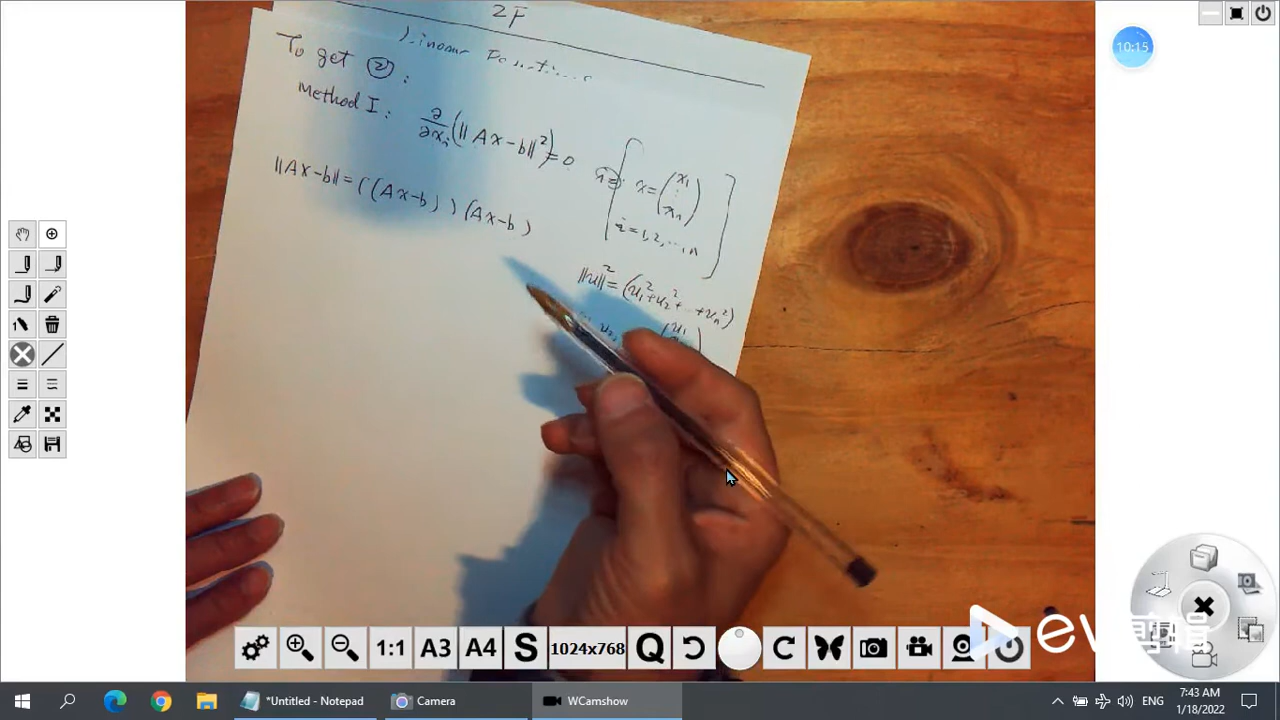 2F
Linear
To get ②:
Method I: ∂/∂xᵢ (‖Ax-b‖²)=0
x=(x₁ ⋮ xₙ)
i=1,2,...,n
‖Ax-b‖=((Ax-b))(Ax-b)
‖u‖²=(u₁²+u₂²+...+uₙ²)
u₁
10:15
1:1 A3 A4 S 1024x768 Q
*Untitled - Notepad
Camera
WCamshow
ENG
7:43 AM
1/18/2022